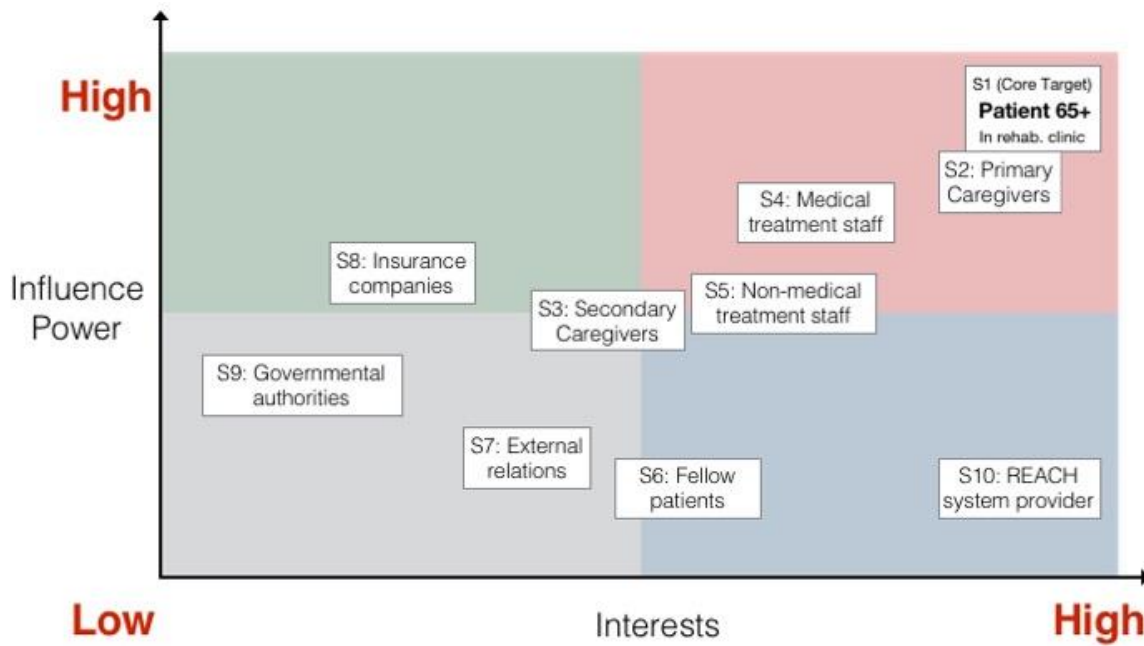 High
S1 (Core Target)
Patient 65+
In rehab. clinic
S2: Primary
Caregivers
S4: Medical
treatment staff
S8: Insurance
companies
Influence
Power
S5: Non-medical
treatment staff
S3: Secondary
Caregivers
S9: Governmental
authorities
S7: External
relations
S6: Fellow
patients
S10: REACH
system provider
Low
Interests
High